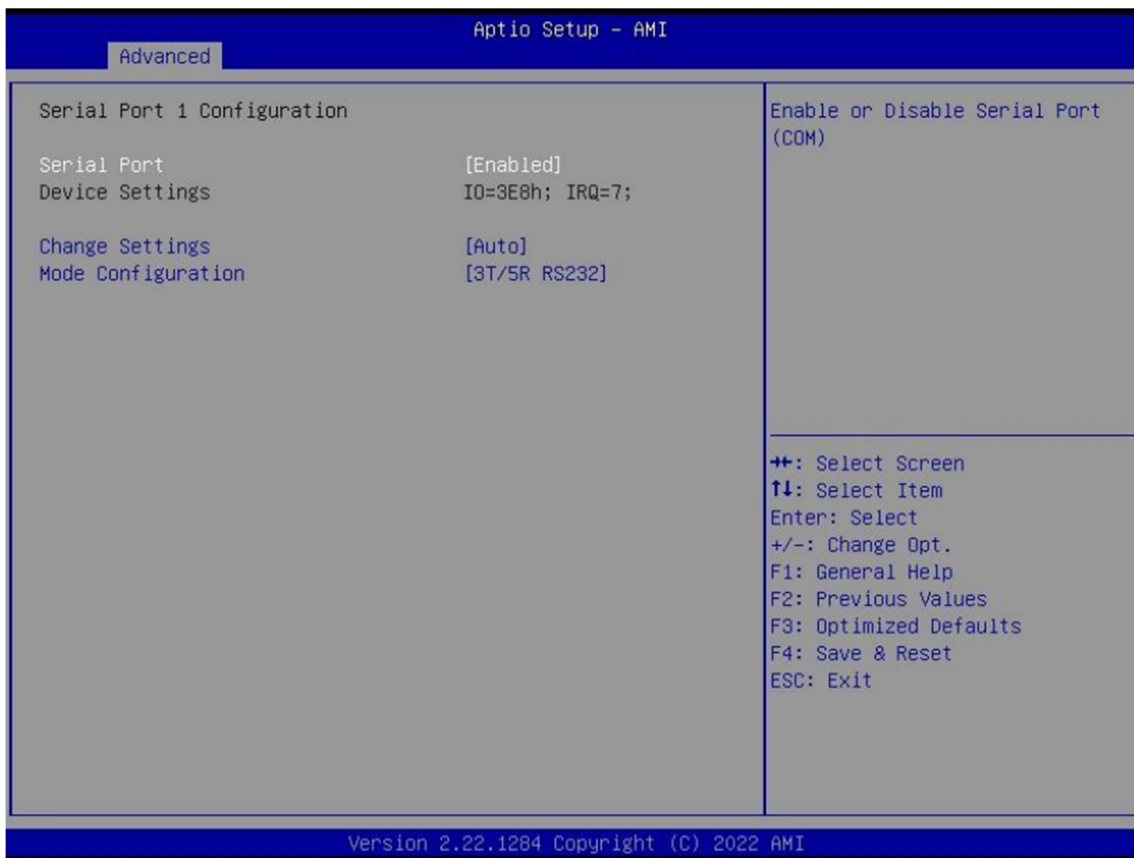 Aptio Setup – AMI
Advanced
Serial Port 1 Configuration
Serial Port [Enabled]
Device Settings IO=3E8h; IRQ=7;
Change Settings [Auto]
Mode Configuration [3T/5R RS232]
Enable or Disable Serial Port
(COM)
→←: Select Screen
↑↓: Select Item
Enter: Select
+/-: Change Opt.
F1: General Help
F2: Previous Values
F3: Optimized Defaults
F4: Save & Reset
ESC: Exit
Version 2.22.1284 Copyright (C) 2022 AMI